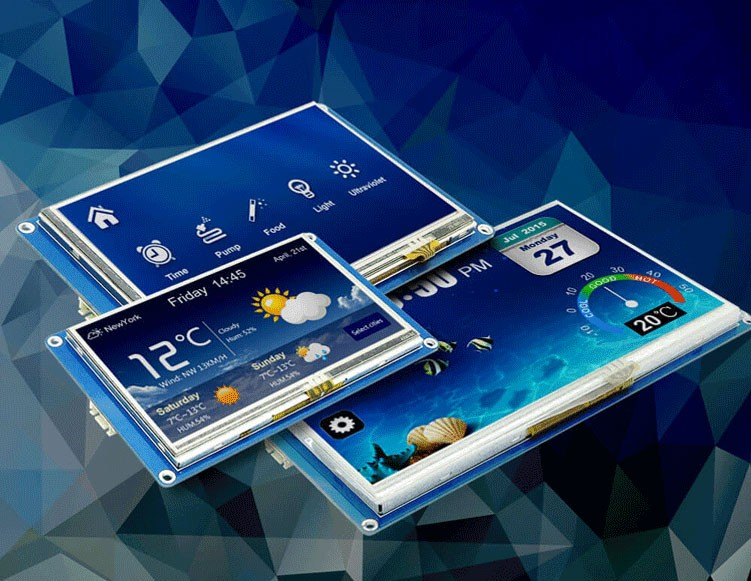 Time
Pump
Food
Light
Ultraviolet
NewYork
Friday 14:45
April, 21st
12°C
Cloudy
Hum: 52%
Wind: NW 13KM/H
Select cities
Saturday
7°C~13°C
HUM:54%
Sunday
7°C~13°C
HUM:54%
PM
Jul 2015
Monday
27
-10 0 10 20 30 40 50
COOL GOOD HOT
20°C